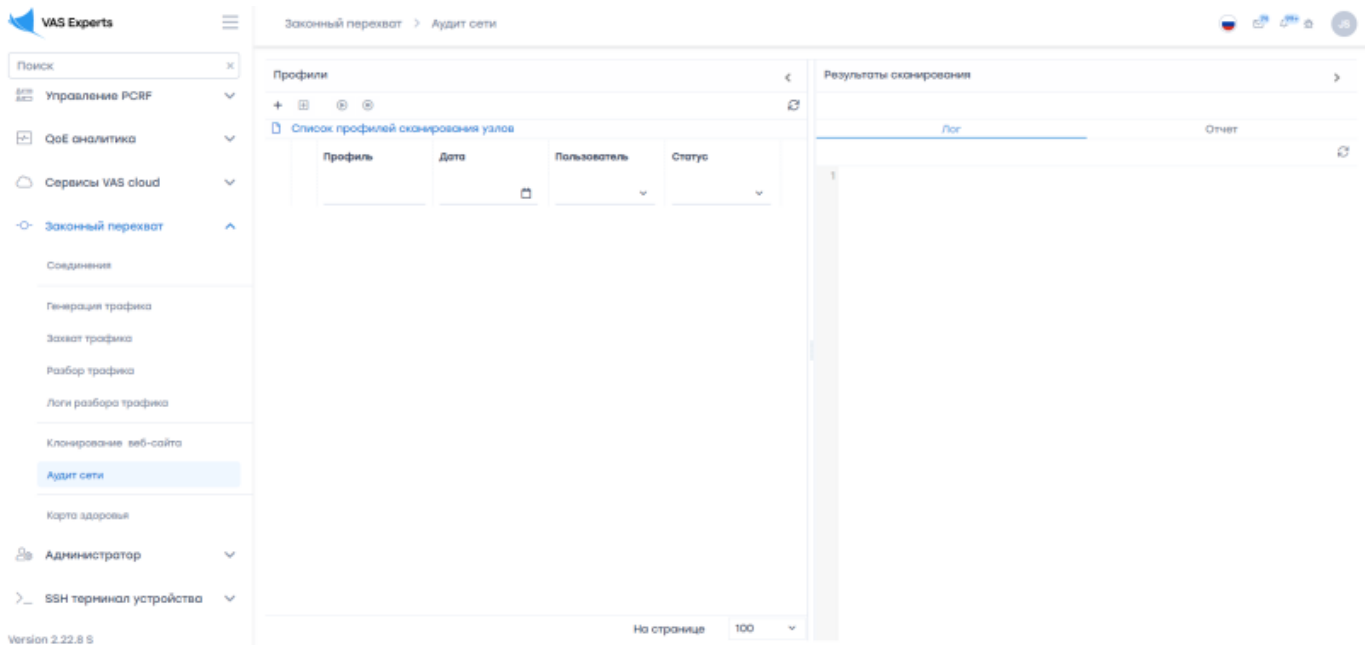 VAS Experts
Законный перехват > Аудит сети
JS
Поиск
Управление PCRF
QoE аналитика
Сервисы VAS cloud
Законный перехват
Соединения
Генерация трафика
Захват трафика
Разбор трафика
Логи разбора трафика
Клонирование веб-сайта
Аудит сети
Карта здоровья
Администратор
SSH терминал устройства
Version 2.22.8 S
Профили
Список профилей сканирования узлов
Профиль Дата Пользователь Статус
На странице 100
Результаты сканирования
Лог Отчет
1